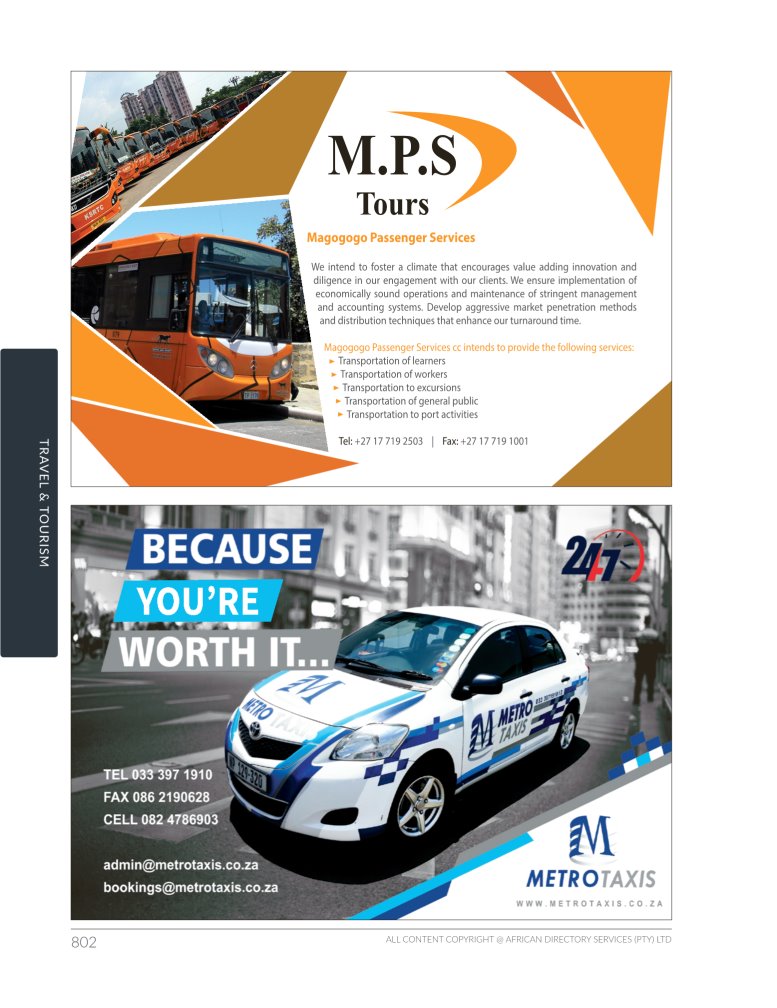 KSRTC
M.P.S
Tours
Magogogo Passenger Services
We intend to foster a climate that encourages value adding innovation and
diligence in our engagement with our clients. We ensure implementation of
economically sound operations and maintenance of stringent management
and accounting systems. Develop aggressive market penetration methods
and distribution techniques that enhance our turnaround time.
Magogogo Passenger Services cc intends to provide the following services:
► Transportation of learners
► Transportation of workers
► Transportation to excursions
► Transportation of general public
► Transportation to port activities
Tel: +27 17 719 2503 | Fax: +27 17 719 1001
TRAVEL & TOURISM
BECAUSE
YOU'RE
WORTH IT...
24/7
M
METRO TAXIS
M METRO
TAXIS
TEL 033 397 1910
FAX 086 2190628
CELL 082 4786903
admin@metrotaxis.co.za
bookings@metrotaxis.co.za
M
METROTAXIS
WWW.METROTAXIS.CO.ZA
802
ALL CONTENT COPYRIGHT @ AFRICAN DIRECTORY SERVICES (PTY) LTD